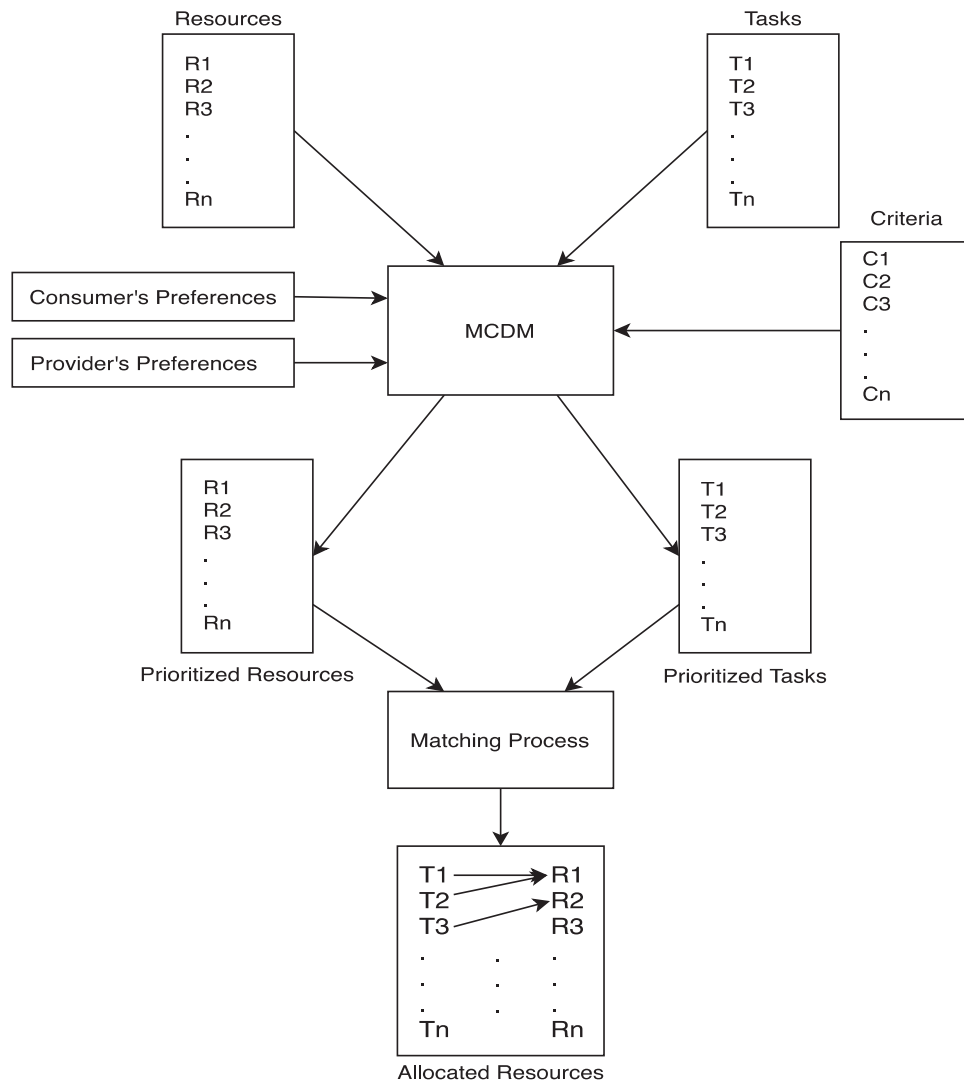 Resources
R1
R2
R3
.
.
.
Rn
Tasks
T1
T2
T3
.
.
.
Tn
Criteria
C1
C2
C3
.
.
.
Cn
Consumer's Preferences
Provider's Preferences
MCDM
R1
R2
R3
.
.
.
Rn
Prioritized Resources
T1
T2
T3
.
.
.
Tn
Prioritized Tasks
Matching Process
T1 R1
T2 R2
T3 R3
. . .
. . .
. . .
Tn Rn
Allocated Resources